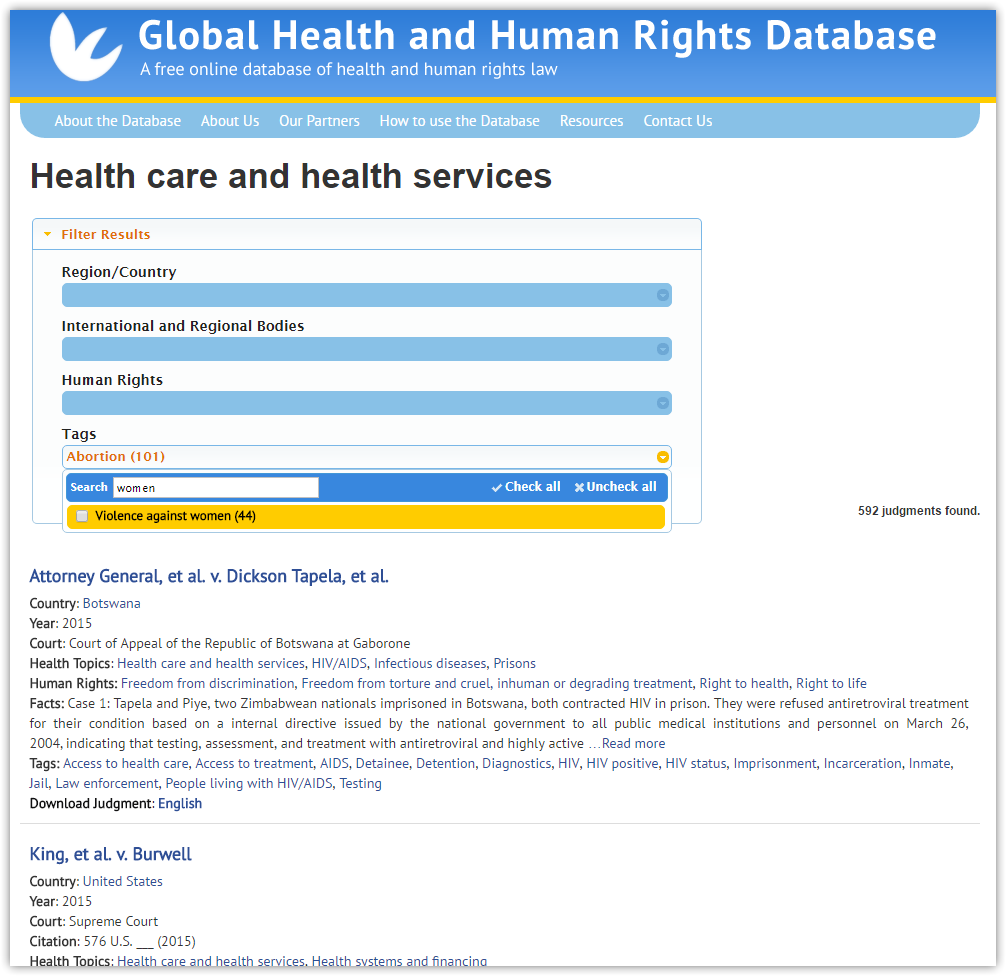 Global Health and Human Rights Database
A free online database of health and human rights law
About the Database About Us Our Partners How to use the Database Resources Contact Us
Health care and health services
Filter Results
Region/Country
International and Regional Bodies
Human Rights
Tags
Abortion (101)
Search women Check all Uncheck all
Violence against women (44)
592 judgments found.
Attorney General, et al. v. Dickson Tapela, et al.
Country: Botswana
Year: 2015
Court: Court of Appeal of the Republic of Botswana at Gaborone
Health Topics: Health care and health services, HIV/AIDS, Infectious diseases, Prisons
Human Rights: Freedom from discrimination, Freedom from torture and cruel, inhuman or degrading treatment, Right to health, Right to life
Facts: Case 1: Tapela and Piye, two Zimbabwean nationals imprisoned in Botswana, both contracted HIV in prison. They were refused antiretroviral treatment
for their condition based on a internal directive issued by the national government to all public medical institutions and personnel on March 26,
2004, indicating that testing, assessment, and treatment with antiretroviral and highly active …Read more
Tags: Access to health care, Access to treatment, AIDS, Detainee, Detention, Diagnostics, HIV, HIV positive, HIV status, Imprisonment, Incarceration, Inmate,
Jail, Law enforcement, People living with HIV/AIDS, Testing
Download Judgment: English
King, et al. v. Burwell
Country: United States
Year: 2015
Court: Supreme Court
Citation: 576 U.S. ___ (2015)
Health Topics: Health care and health services, Health systems and financing